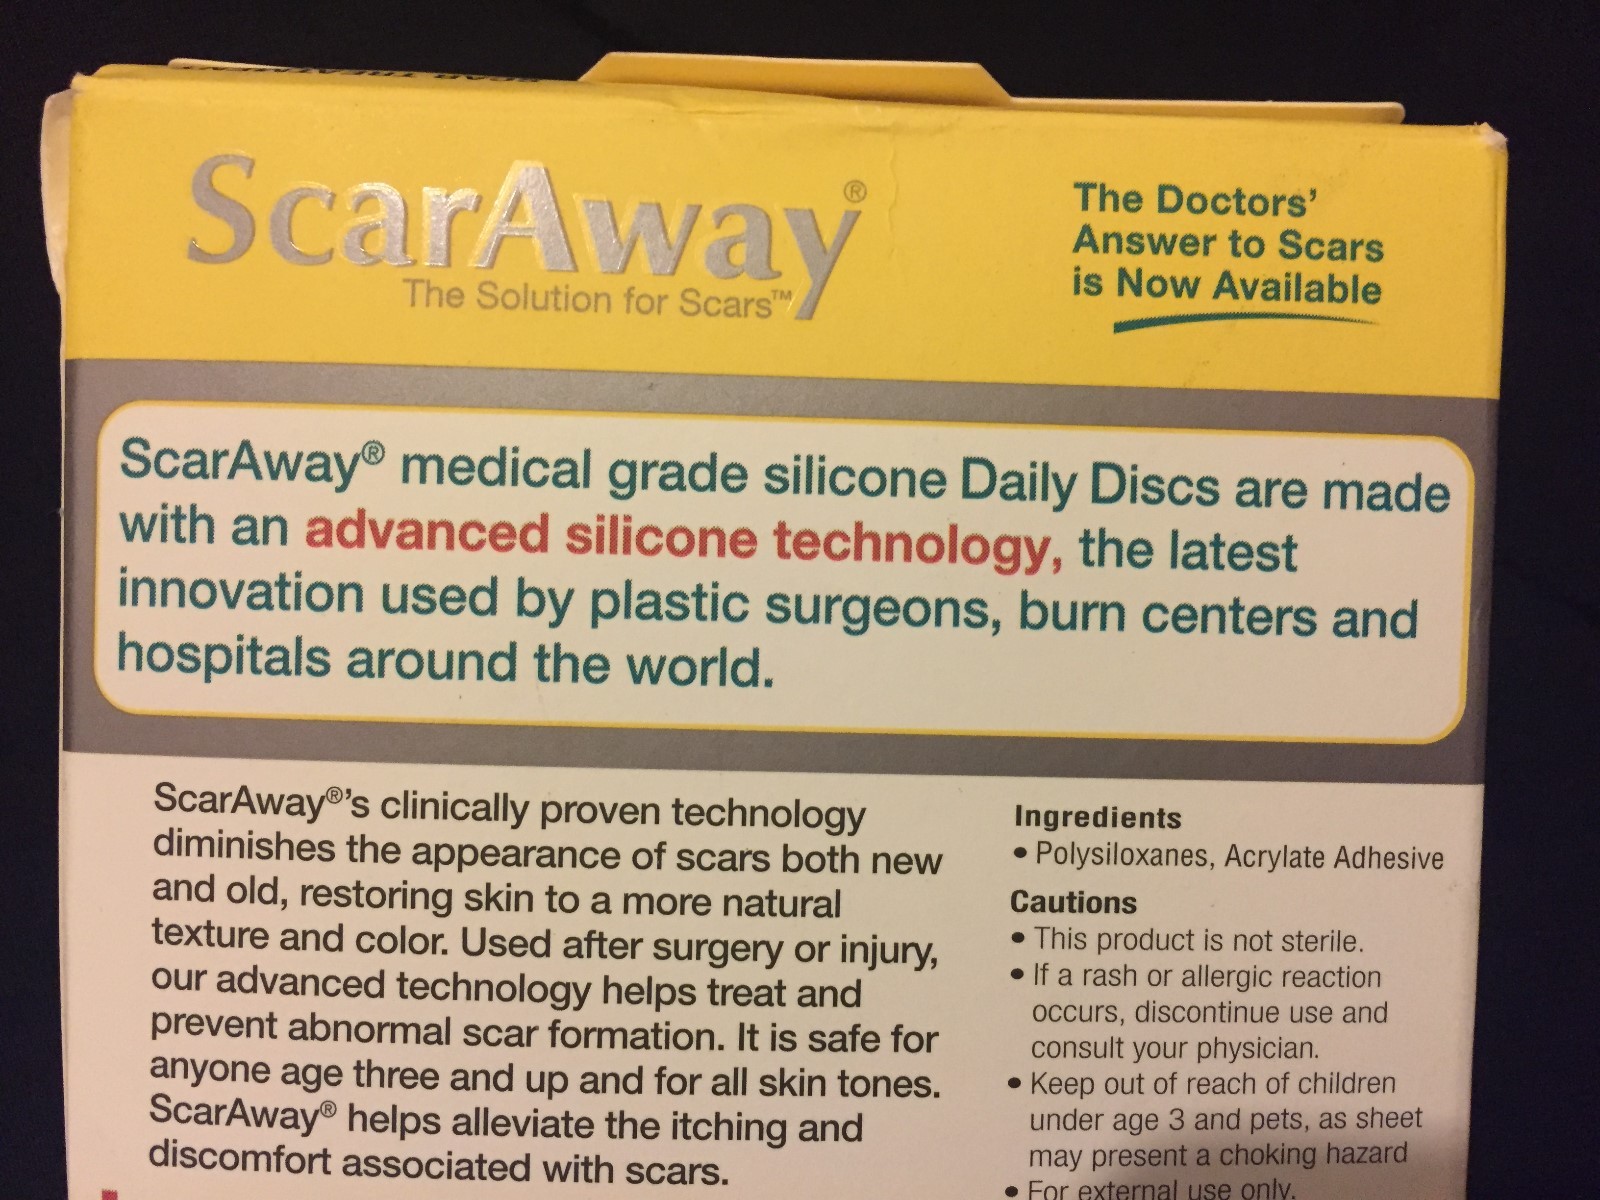 SCAR TREATMENT
ScarAway®
The Solution for Scars™
The Doctors'
Answer to Scars
is Now Available
ScarAway® medical grade silicone Daily Discs are made
with an advanced silicone technology, the latest
innovation used by plastic surgeons, burn centers and
hospitals around the world.
ScarAway®'s clinically proven technology
diminishes the appearance of scars both new
and old, restoring skin to a more natural
texture and color. Used after surgery or injury,
our advanced technology helps treat and
prevent abnormal scar formation. It is safe for
anyone age three and up and for all skin tones.
ScarAway® helps alleviate the itching and
discomfort associated with scars.
Ingredients
• Polysiloxanes, Acrylate Adhesive
Cautions
• This product is not sterile.
• If a rash or allergic reaction
occurs, discontinue use and
consult your physician.
• Keep out of reach of children
under age 3 and pets, as sheet
may present a choking hazard
• For external use only.